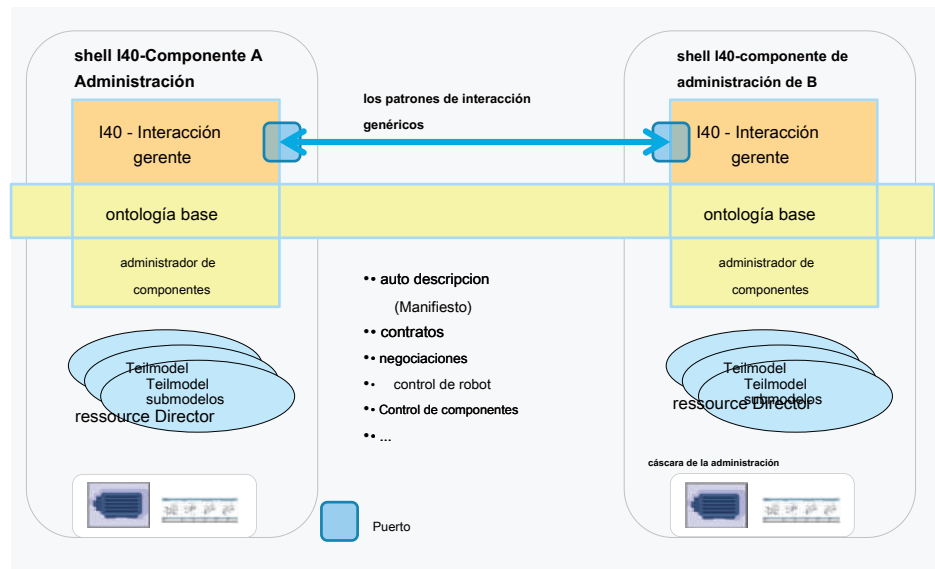 shell I40-Componente A
Administración
I40 - Interacción
gerente
ontología base
administrador de
componentes
Teilmodel
Teilmodel
submodelos
ressource Director
los patrones de interacción
genéricos
•• auto descripcion
(Manifiesto)
•• contratos
•• negociaciones
•• control de robot
•• Control de componentes
•• ...
Puerto
shell I40-componente de
administración de B
I40 - Interacción
gerente
ontología base
administrador de
componentes
Teilmodel
Teilmodel
submodelos
ressource Director
cáscara de la administración